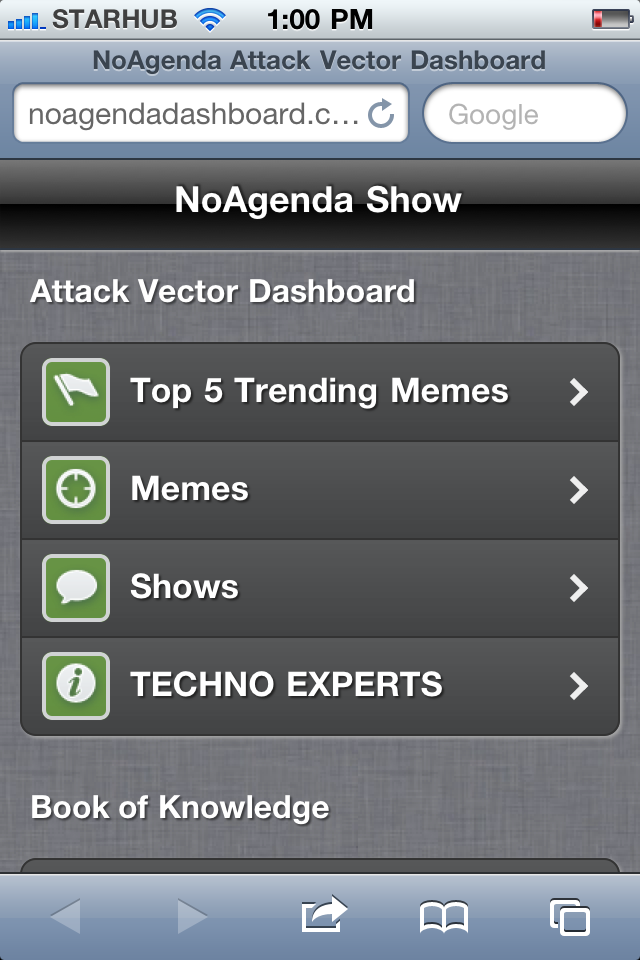 STARHUB 1:00 PM
NoAgenda Attack Vector Dashboard
noagendadashboard.c... Google
NoAgenda Show
Attack Vector Dashboard
Top 5 Trending Memes
Memes
Shows
TECHNO EXPERTS
Book of Knowledge